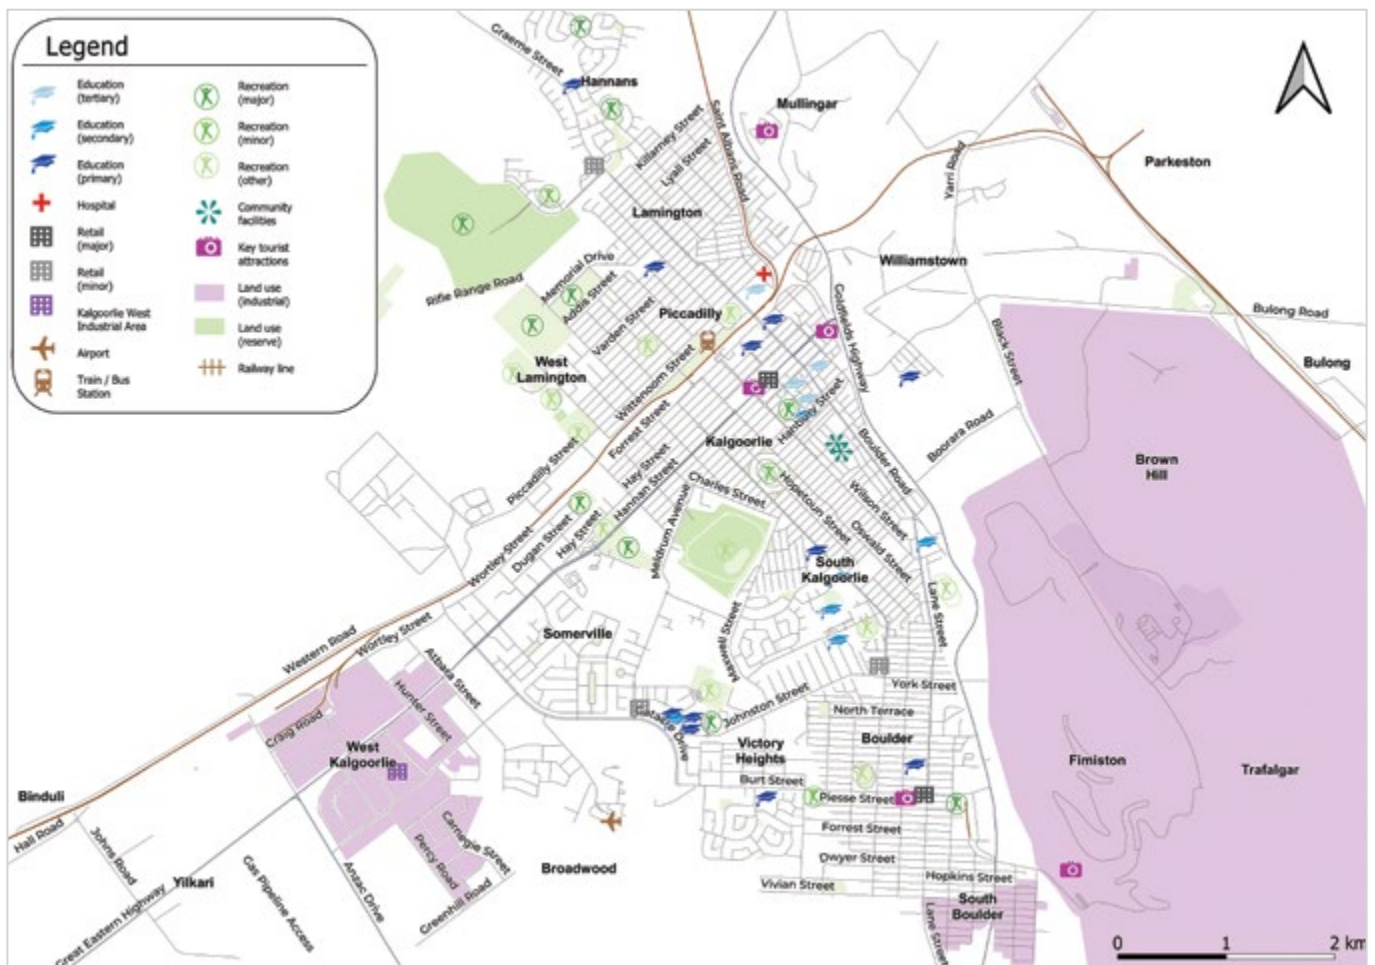 Legend
Education
(tertiary)
Education
(secondary)
Education
(primary)
Hospital
Retail
(major)
Retail
(minor)
Kalgoorlie West
Industrial Area
Airport
Train / Bus
Station
Recreation
(major)
Recreation
(minor)
Recreation
(other)
Community
facilities
Key tourist
attractions
Land use
(industrial)
Land use
(reserve)
Railway line
Graeme Street
Hannans
Mullingar
Saint Albans Road
Killarney Street
Lyall Street
Yarri Road
Parkeston
Lamington
Williamstown
Rifle Range Road
Memorial Drive
Addis Street
Varden Street
Piccadilly
Goldfields Highway
Black Street
Bulong Road
Bulong
West
Lamington
Wittenoom Street
Forrest Street
Hanbury Street
Kalgoorlie
Boulder Road
Boorara Road
Brown
Hill
Piccadilly Street
Hay Street
Hannan Street
Charles Street
Hopetoun Street
Wilson Street
Oswald Street
Meldrum Avenue
Dugan Street
Hay Street
Wortley Street
South
Kalgoorlie
Lane Street
Somerville
Maxwell Street
Western Road
Wortley Street
Atbara Street
Hunter Street
York Street
Johnston Street
North Terrace
Craig Road
West
Kalgoorlie
Drive
Victory
Heights
Boulder
Fimiston
Trafalgar
Burt Street
Piesse Street
Forrest Street
Dwyer Street
Hopkins Street
Vivian Street
Binduli
Hall Road
Johns Road
Yilkari
Great Eastern Highway
Gas Pipeline Access
Anzac Drive
Percy Road
Carnegie Street
Greenhill Road
Broadwood
South
Boulder
Lane Street
0 1 2 km